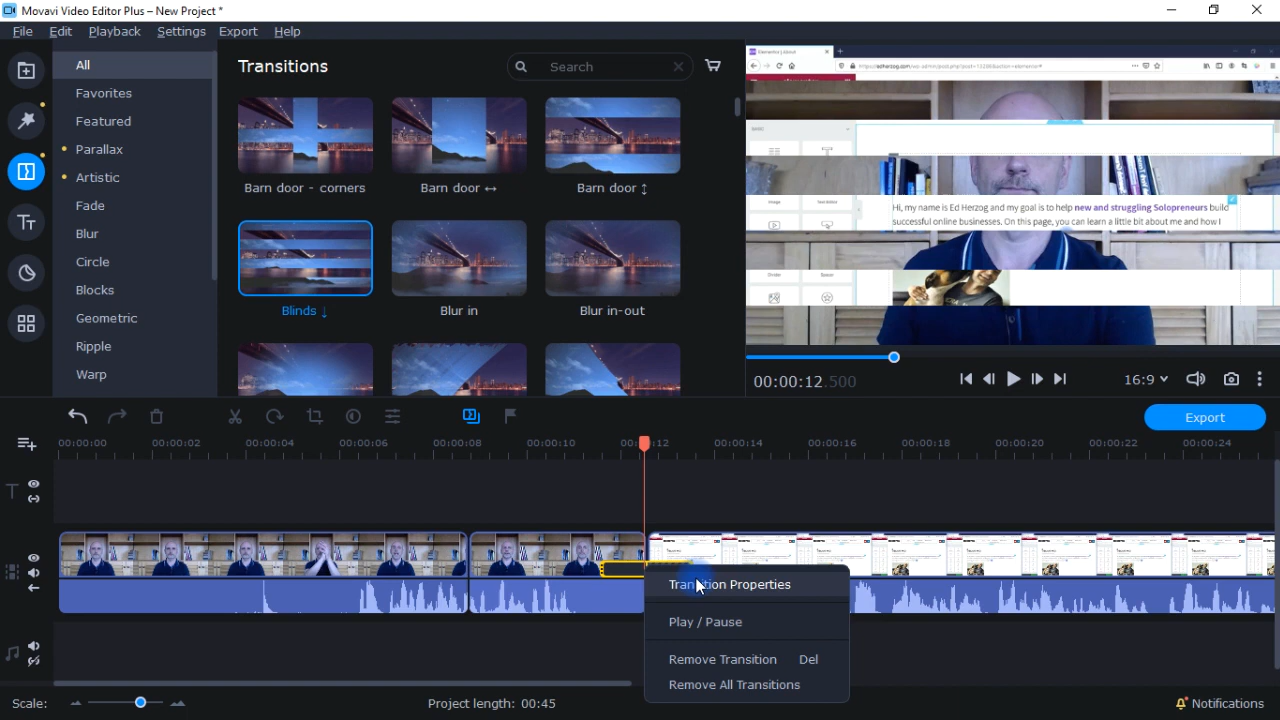 Movavi Video Editor Plus – New Project *
File Edit Playback Settings Export Help
All
Favorites
Featured
Parallax
Artistic
Fade
Blur
Circle
Blocks
Geometric
Ripple
Warp
Transitions
Search
Barn door - corners
Barn door ↔
Barn door ↕
Blinds ↓
Blur in
Blur in-out
BASIC
Image
Text Editor
Divider
Button
Hi, my name is Ed Herzog and my goal is to help new and struggling Solopreneurs build
successful online businesses. On this page, you can learn a little bit about me and how I
00:00:12.500
16:9
Export
00:00:00 00:00:02 00:00:04 00:00:06 00:00:08 00:00:10 00:00:12 00:00:14 00:00:16 00:00:18 00:00:20 00:00:22 00:00:24
Transition Properties
Play / Pause
Remove Transition Del
Remove All Transitions
Scale:
Project length: 00:45
Notifications